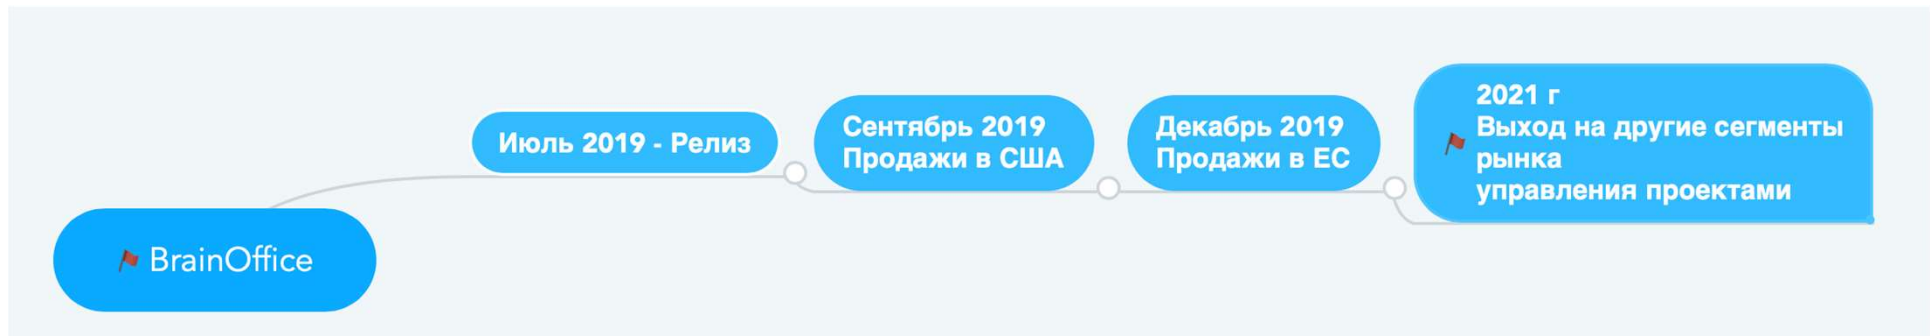 Июль 2019 - Релиз
Сентябрь 2019
Продажи в США
Декабрь 2019
Продажи в ЕС
2021 г
Выход на другие сегменты
рынка
управления проектами
BrainOffice